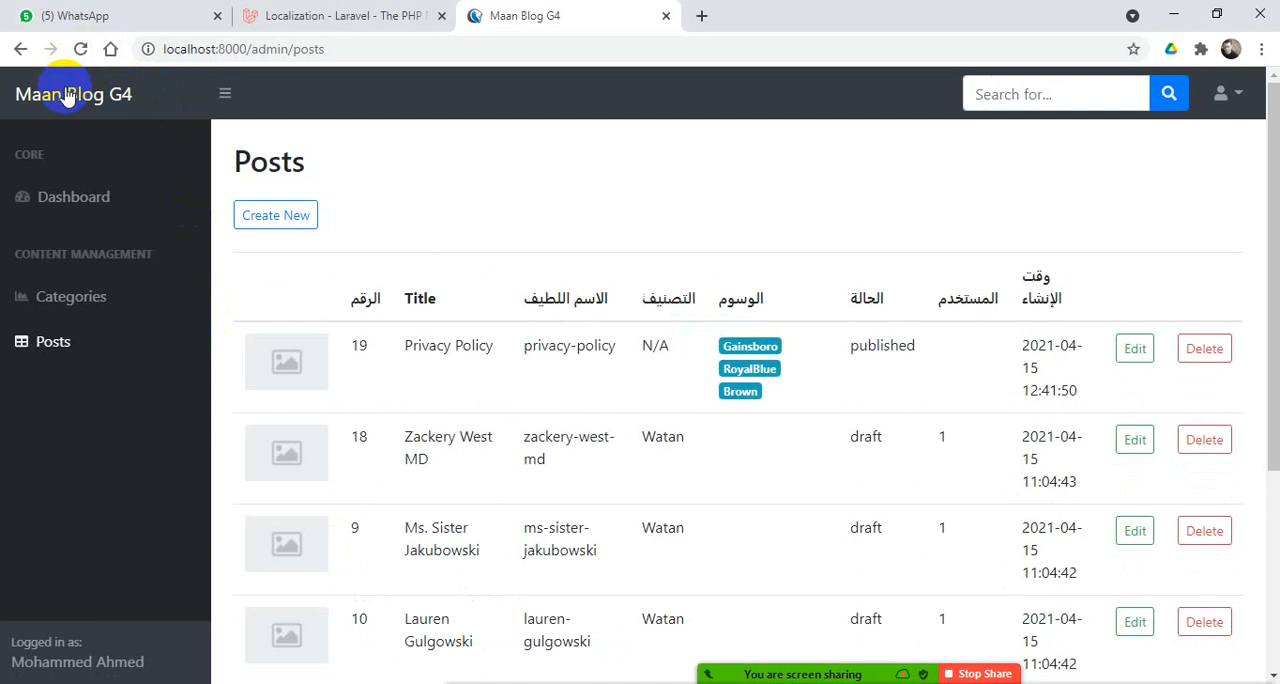 (5) WhatsApp
Localization - Laravel - The PHP F
Maan Blog G4
localhost:8000/admin/posts
Maan Blog G4
Search for...
CORE
Dashboard
CONTENT MANAGEMENT
Categories
Posts
Logged in as:
Mohammed Ahmed
Posts
Create New
الرقم Title الاسم اللطيف التصنيف الوسوم الحالة المستخدم وقت
الإنشاء
19 Privacy Policy privacy-policy N/A Gainsboro published 2021-04- Edit Delete
RoyalBlue 15
Brown 12:41:50
18 Zackery West zackery-west- Watan draft 1 2021-04- Edit Delete
MD md 15
11:04:43
9 Ms. Sister ms-sister- Watan draft 1 2021-04- Edit Delete
Jakubowski jakubowski 15
11:04:42
10 Lauren lauren- Watan draft 1 2021-04- Edit Delete
Gulgowski gulgowski 15
11:04:42
You are screen sharing Stop Share